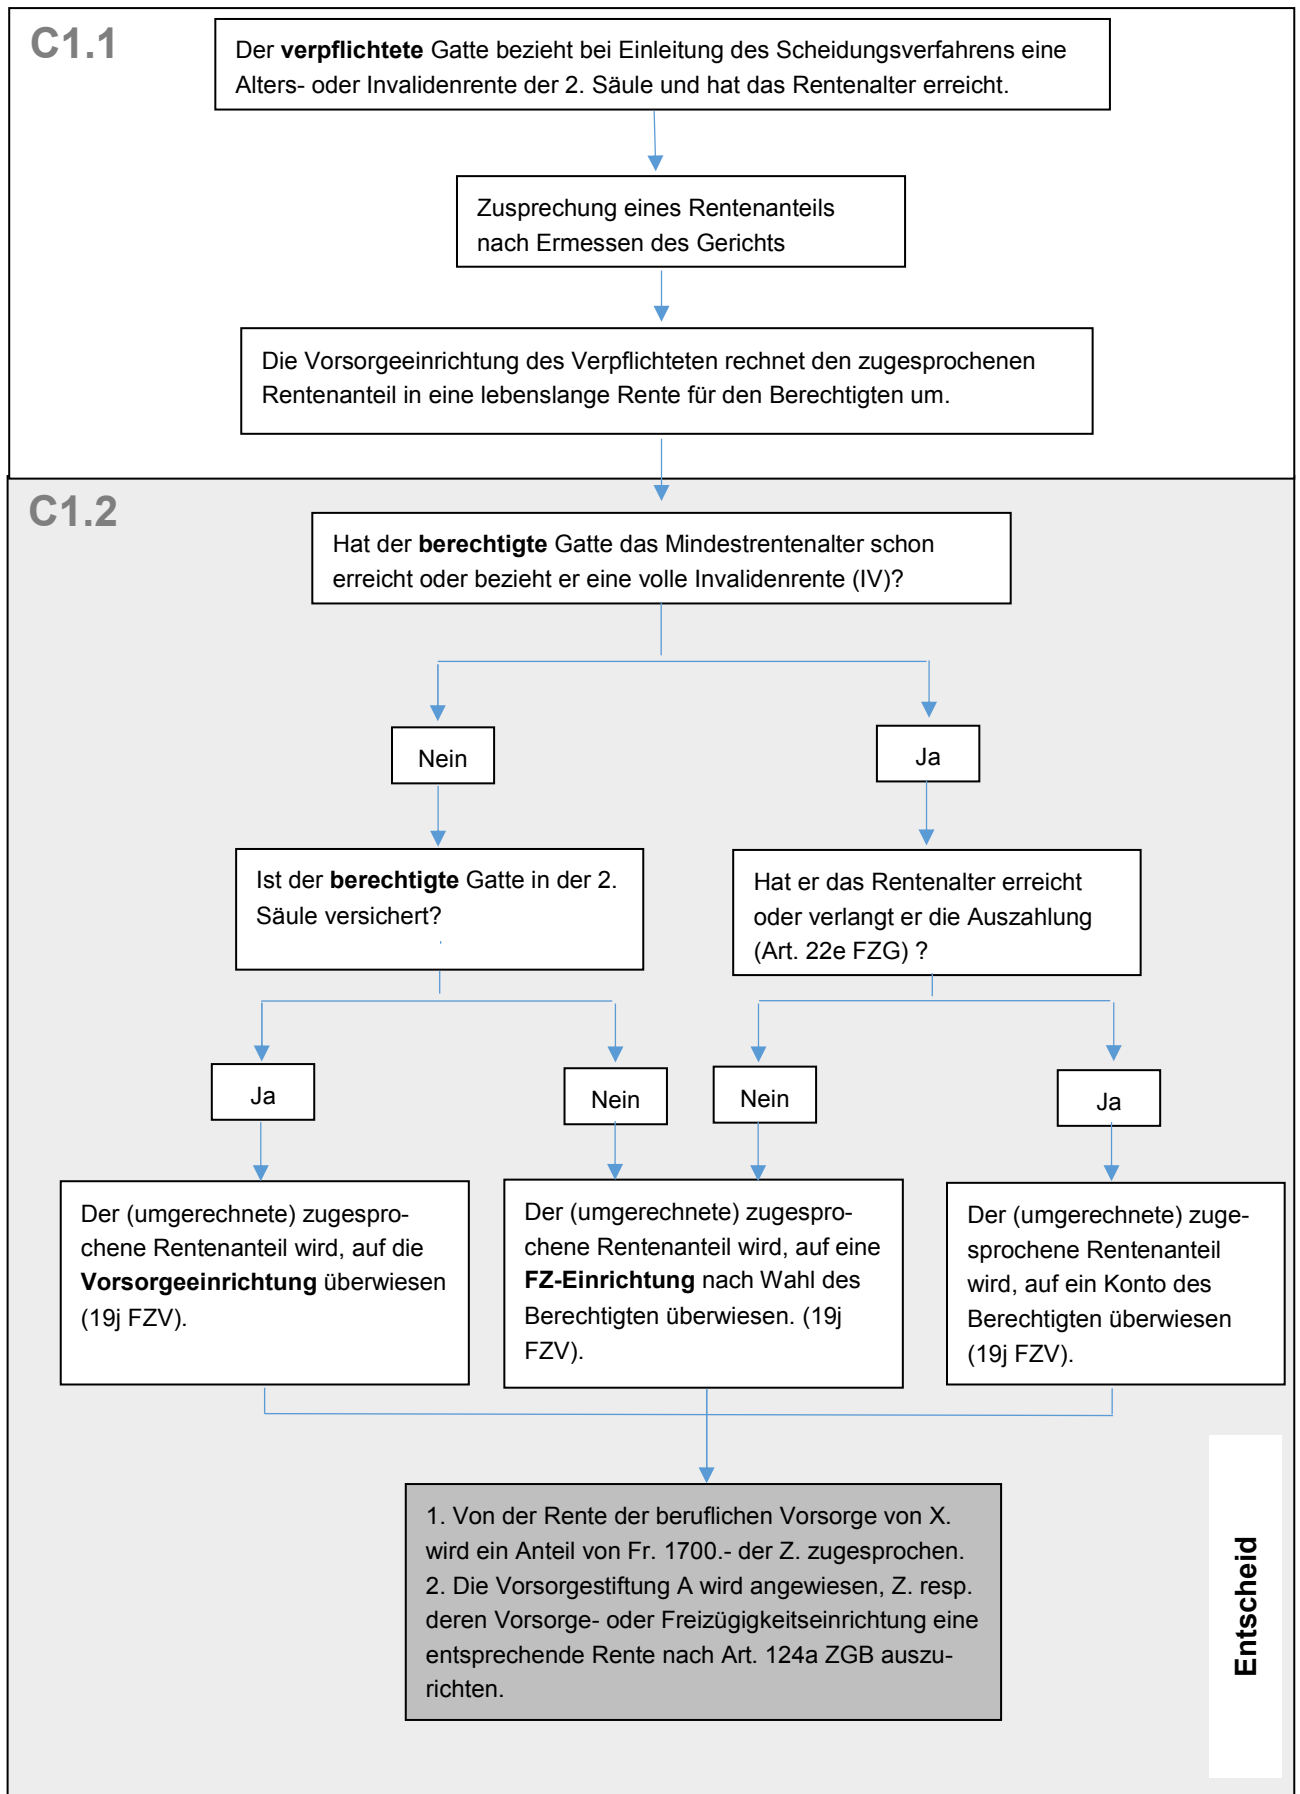 C1.1
Der verpflichtete Gatte bezieht bei Einleitung des Scheidungsverfahrens eine
Alters- oder Invalidenrente der 2. Säule und hat das Rentenalter erreicht.
Zusprechung eines Rentenanteils
nach Ermessen des Gerichts
Die Vorsorgeeinrichtung des Verpflichteten rechnet den zugesprochenen
Rentenanteil in eine lebenslange Rente für den Berechtigten um.
C1.2
Hat der berechtigte Gatte das Mindestrentenalter schon
erreicht oder bezieht er eine volle Invalidenrente (IV)?
Nein
Ja
Ist der berechtigte Gatte in der 2.
Säule versichert?
Hat er das Rentenalter erreicht
oder verlangt er die Auszahlung
(Art. 22e FZG) ?
Ja
Nein
Nein
Ja
Der (umgerechnete) zugespro-
chene Rentenanteil wird, auf die
Vorsorgeeinrichtung überwiesen
(19j FZV).
Der (umgerechnete) zugespro-
chene Rentenanteil wird, auf eine
FZ-Einrichtung nach Wahl des
Berechtigten überwiesen. (19j
FZV).
Der (umgerechnete) zuge-
sprochene Rentenanteil
wird, auf ein Konto des
Berechtigten überwiesen
(19j FZV).
1. Von der Rente der beruflichen Vorsorge von X.
wird ein Anteil von Fr. 1700.- der Z. zugesprochen.
2. Die Vorsorgestiftung A wird angewiesen, Z. resp.
deren Vorsorge- oder Freizügigkeitseinrichtung eine
entsprechende Rente nach Art. 124a ZGB auszu-
richten.
Entscheid